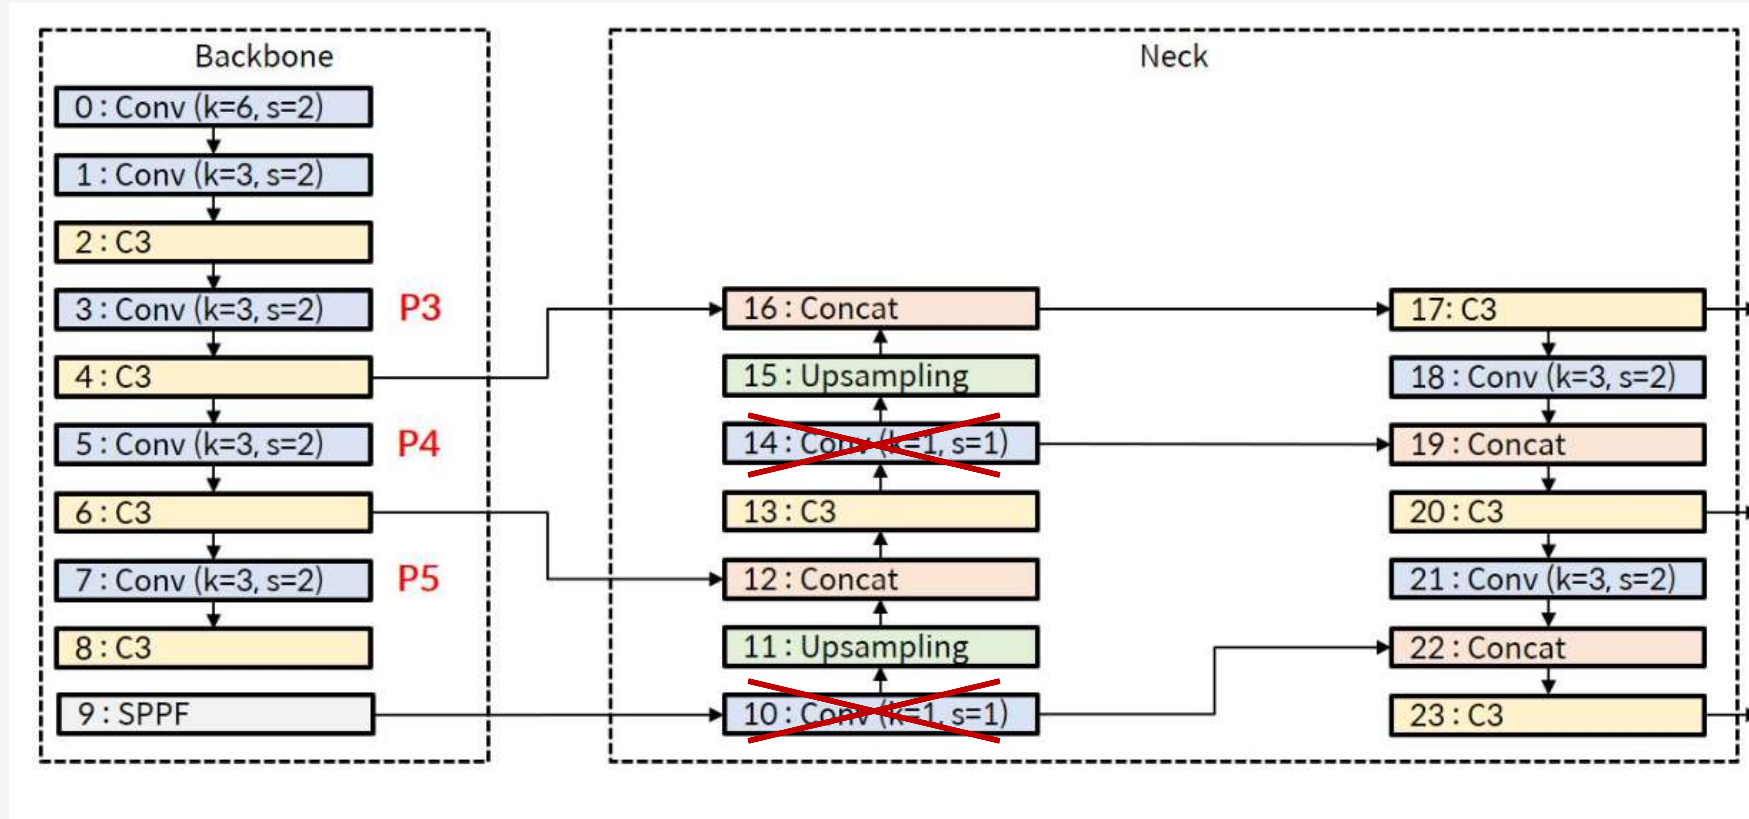 Backbone
0 : Conv (k=6, s=2)
1 : Conv (k=3, s=2)
2 : C3
3 : Conv (k=3, s=2)
P3
4 : C3
5 : Conv (k=3, s=2)
P4
6 : C3
7 : Conv (k=3, s=2)
P5
8 : C3
9 : SPPF
Neck
16 : Concat
15 : Upsampling
14 : Conv (k=1, s=1)
13 : C3
12 : Concat
11 : Upsampling
10 : Conv (k=1, s=1)
17: C3
18 : Conv (k=3, s=2)
19 : Concat
20 : C3
21 : Conv (k=3, s=2)
22 : Concat
23 : C3